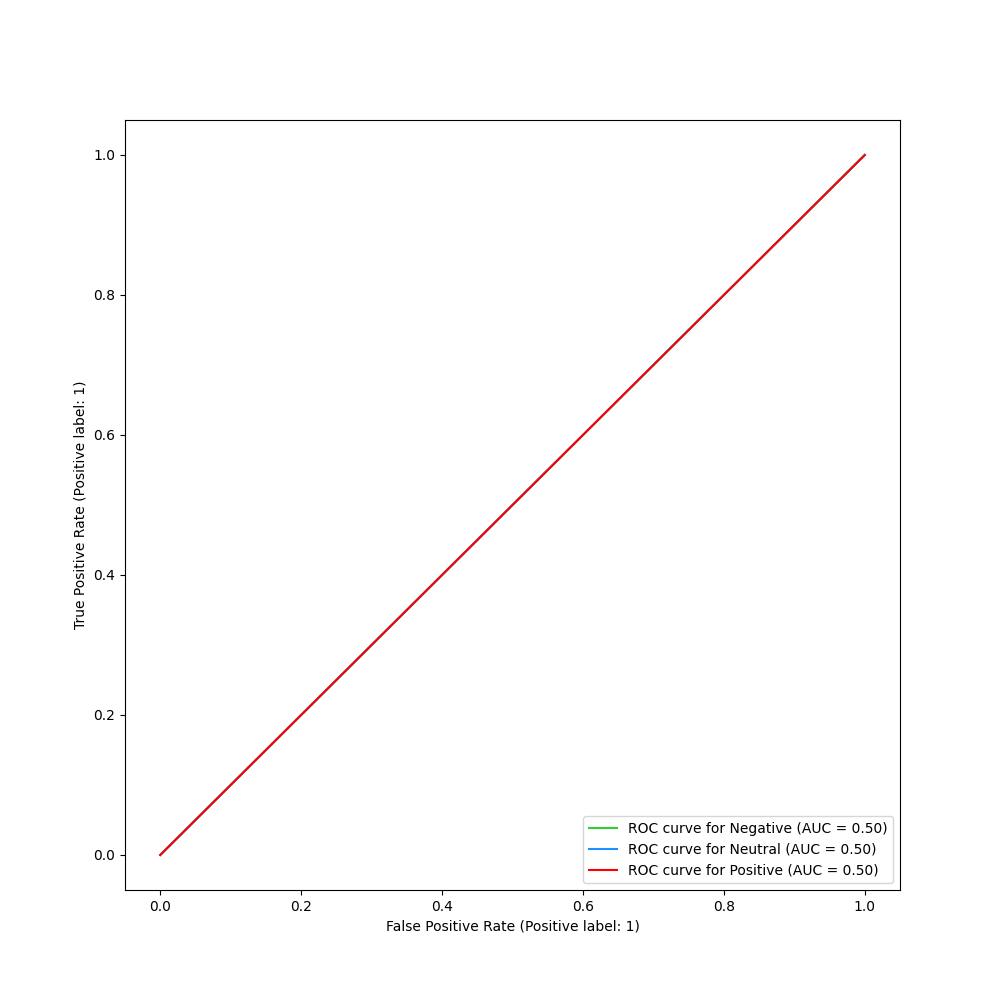 True Positive Rate (Positive label: 1)
1.0
0.8
0.6
0.4
0.2
0.0
ROC curve for Negative (AUC = 0.50)
ROC curve for Neutral (AUC = 0.50)
ROC curve for Positive (AUC = 0.50)
0.0 0.2 0.4 0.6 0.8 1.0
False Positive Rate (Positive label: 1)